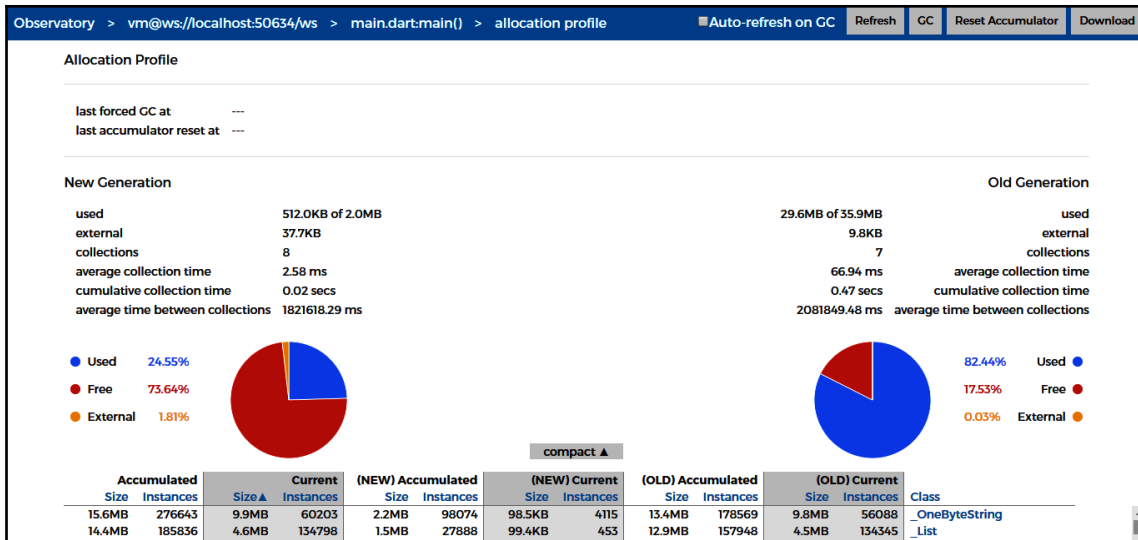 Observatory > vm@ws://localhost:50634/ws > main.dart:main() > allocation profile Auto-refresh on GC Refresh GC Reset Accumulator Download
Allocation Profile
last forced GC at ---
last accumulator reset at ---
New Generation Old Generation
used 512.0KB of 2.0MB 29.6MB of 35.9MB used
external 37.7KB 9.8KB external
collections 8 7 collections
average collection time 2.58 ms 66.94 ms average collection time
cumulative collection time 0.02 secs 0.47 secs cumulative collection time
average time between collections 1821618.29 ms 2081849.48 ms average time between collections
Used 24.55% 82.44% Used
Free 73.64% 17.53% Free
External 1.81% 0.03% External
compact ▲
Accumulated Current (NEW) Accumulated (NEW) Current (OLD) Accumulated (OLD) Current
Size Instances Size▲ Instances Size Instances Size Instances Size Instances Size Instances Class
15.6MB 276643 9.9MB 60203 2.2MB 98074 98.5KB 4115 13.4MB 178569 9.8MB 56088 _OneByteString
14.4MB 185836 4.6MB 134798 1.5MB 27888 99.4KB 453 12.9MB 157948 4.5MB 134345 _List